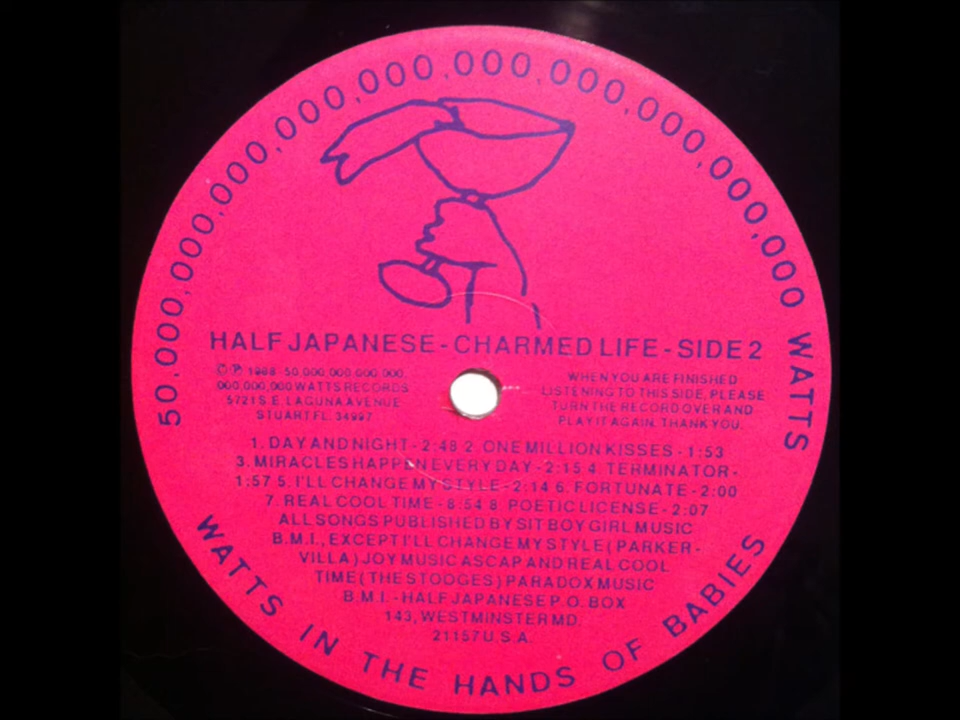 50,000,000,000,000,000,000,000,000,000,000 WATTS
HALF JAPANESE - CHARMED LIFE - SIDE 2
© ℗ 1988 - 50,000,000,000,000,
000,000,000 WATTS RECORDS
5721 S.E. LAGUNA AVENUE
STUART FL. 34997
WHEN YOU ARE FINISHED
LISTENING TO THIS SIDE, PLEASE
TURN THE RECORD OVER AND
PLAY IT AGAIN. THANK YOU.
1. DAY AND NIGHT - 2:48 2. ONE MILLION KISSES - 1:53
3. MIRACLES HAPPEN EVERY DAY - 2:15 4. TERMINATOR -
1:57 5. I'LL CHANGE MY STYLE - 2:14 6. FORTUNATE - 2:00
7. REAL COOL TIME - 8:54 8. POETIC LICENSE - 2:07
ALL SONGS PUBLISHED BY SIT BOY GIRL MUSIC
B.M.I., EXCEPT I'LL CHANGE MY STYLE (PARKER -
VILLA) JOY MUSIC ASCAP AND REAL COOL
TIME (THE STOOGES) PARADOX MUSIC
B.M.I. - HALF JAPANESE P.O. BOX
143, WESTMINSTER MD.
21157 U.S.A.
WATTS IN THE HANDS OF BABIES